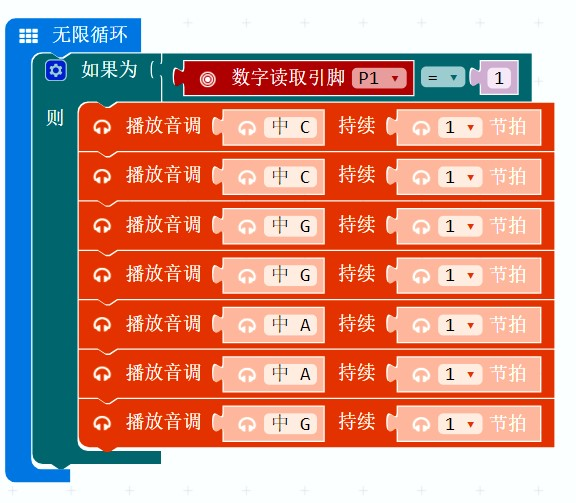 无限循环
如果为 数字读取引脚 P1 = 1
则
播放音调 中 C 持续 1 节拍
播放音调 中 C 持续 1 节拍
播放音调 中 G 持续 1 节拍
播放音调 中 G 持续 1 节拍
播放音调 中 A 持续 1 节拍
播放音调 中 A 持续 1 节拍
播放音调 中 G 持续 1 节拍